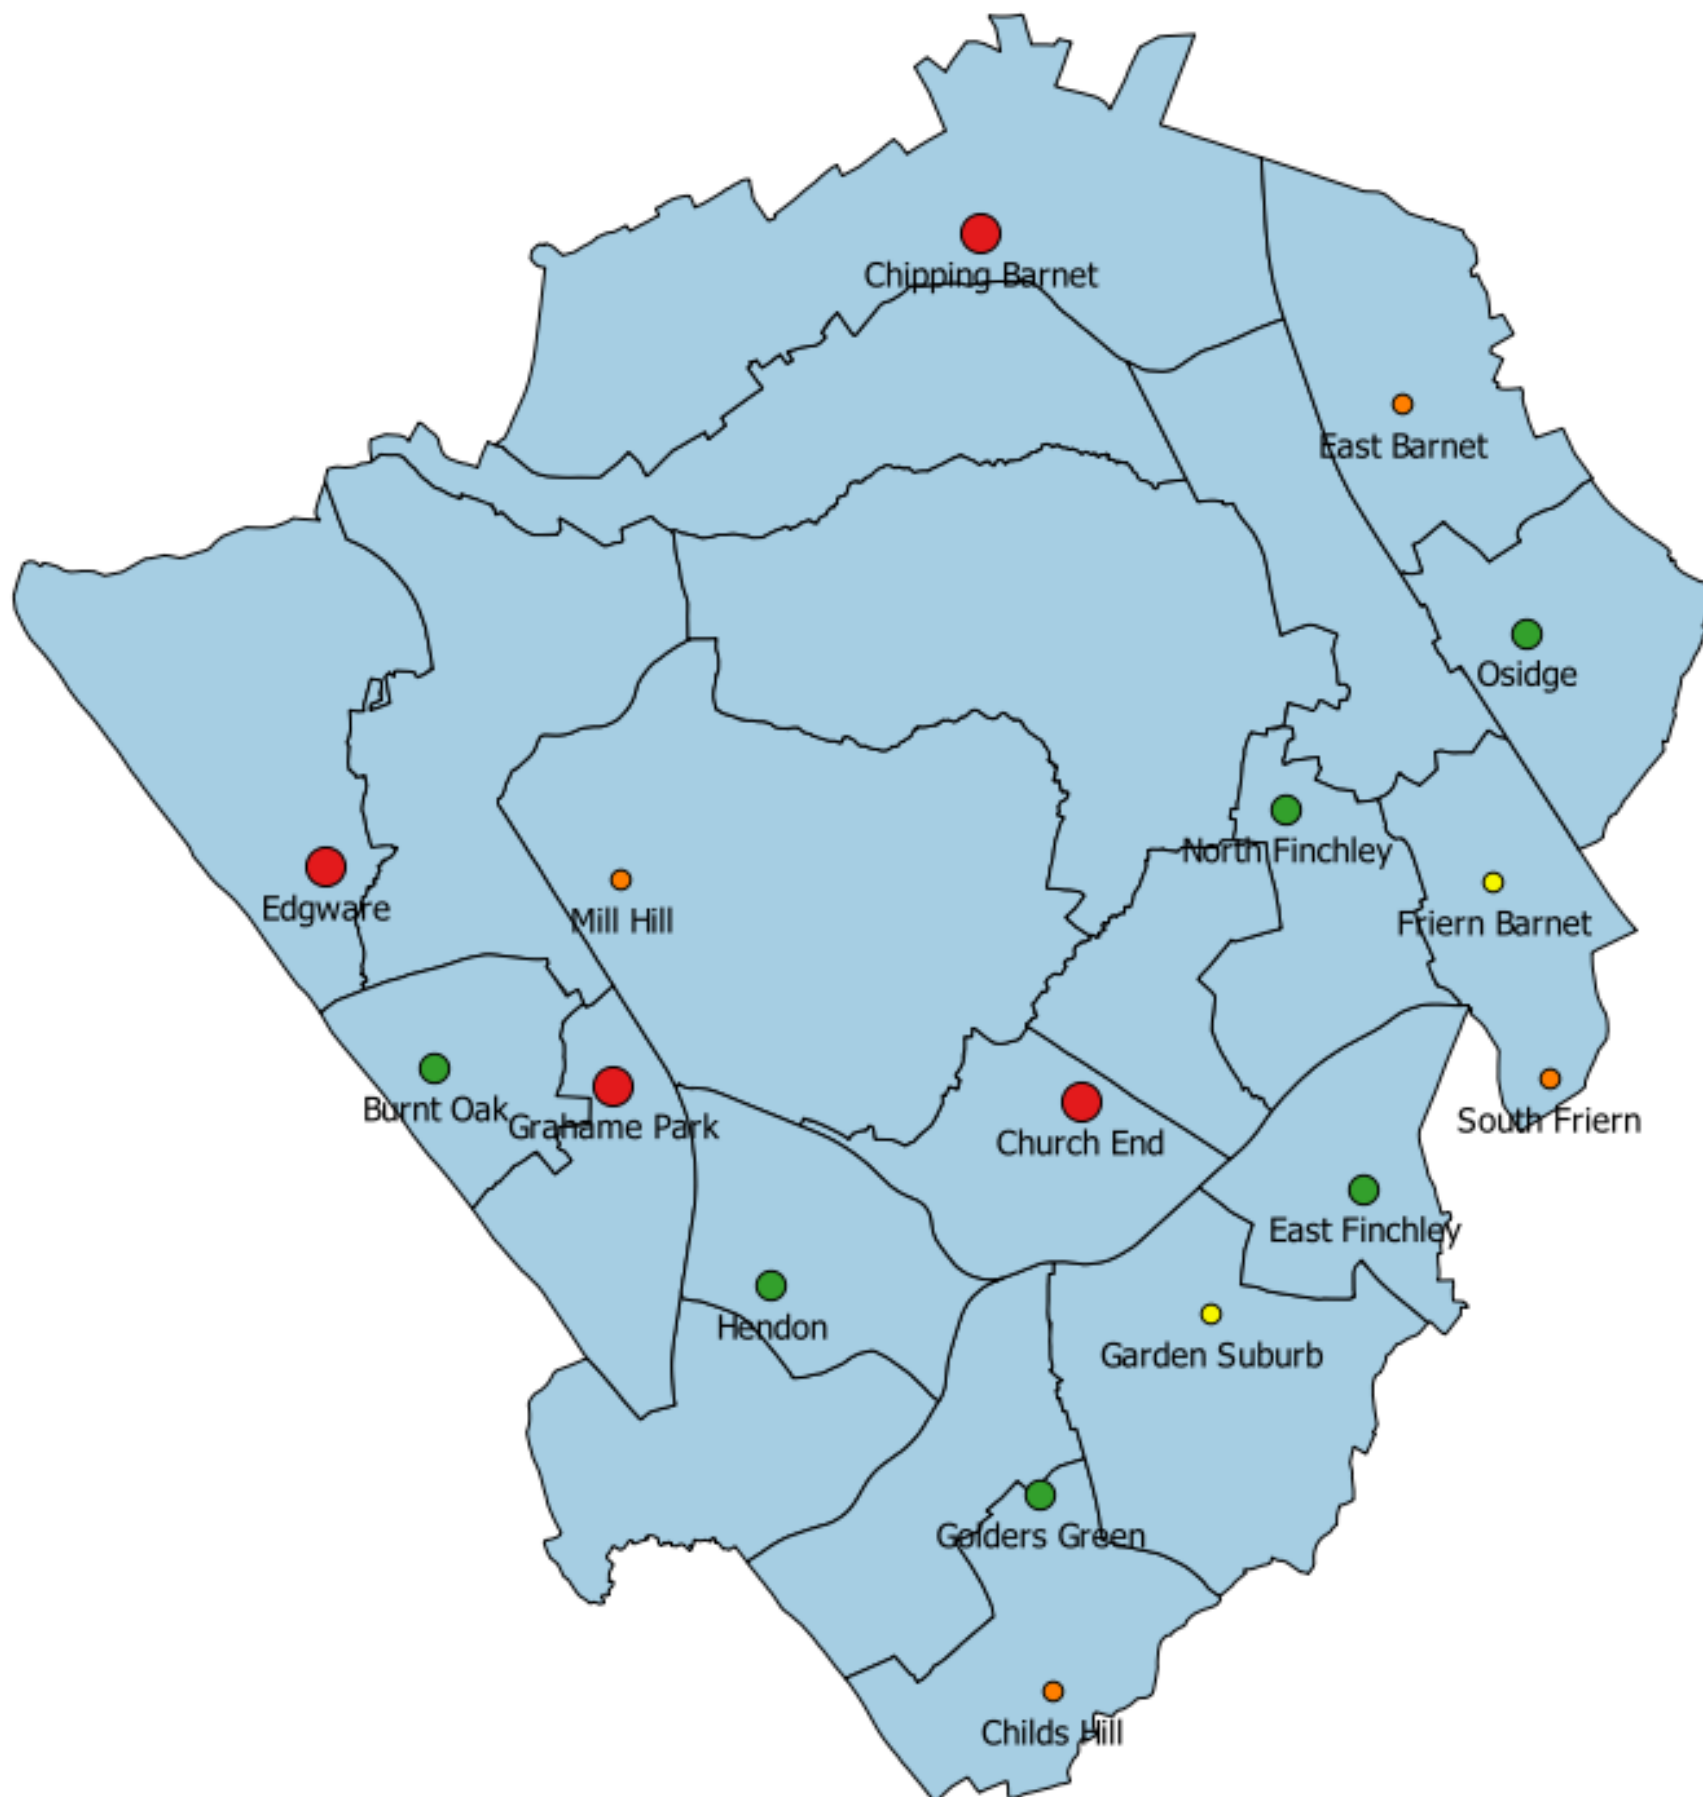 Chipping Barnet
East Barnet
Osidge
North Finchley
Edgware
Mill Hill
Friern Barnet
Burnt Oak
Grahame Park
Church End
South Friern
East Finchley
Hendon
Garden Suburb
Golders Green
Childs Hill